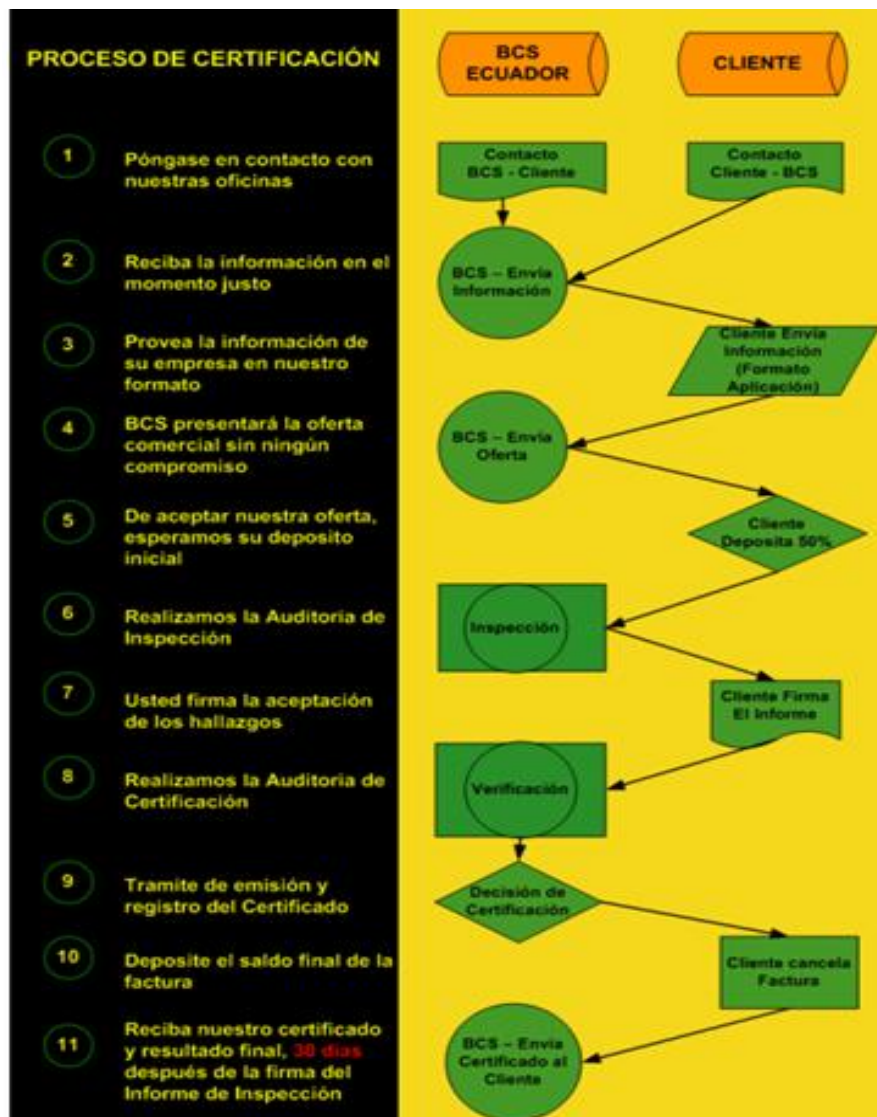 PROCESO DE CERTIFICACIÓN
BCS
ECUADOR
CLIENTE
1
Póngase en contacto con
nuestras oficinas
Contacto
BCS - Cliente
Contacto
Cliente - BCS
2
Reciba la información en el
momento justo
BCS – Envía
Información
3
Provea la información de
su empresa en nuestro
formato
Cliente Envía
Información
(Formato
Aplicación)
4
BCS presentará la oferta
comercial sin ningún
compromiso
BCS – Envía
Oferta
5
De aceptar nuestra oferta,
esperamos su deposito
inicial
Cliente
Deposita 50%
6
Realizamos la Auditoria de
Inspección
Inspección
7
Usted firma la aceptación
de los hallazgos
Cliente Firma
El Informe
8
Realizamos la Auditoria de
Certificación
Verificación
9
Tramite de emisión y
registro del Certificado
Decisión de
Certificación
10
Deposite el saldo final de la
factura
Cliente cancela
Factura
11
Reciba nuestro certificado
y resultado final, 30 días
después de la firma del
Informe de Inspección
BCS – Envía
Certificado al
Cliente